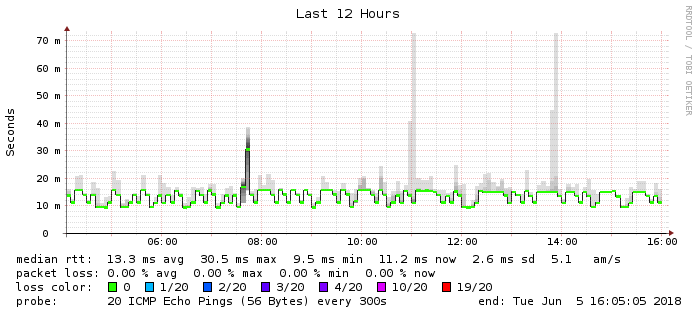 Last 12 Hours
RRDTOOL / TOBI OETIKER
Seconds
70 m
60 m
50 m
40 m
30 m
20 m
10 m
0
06:00 08:00 10:00 12:00 14:00 16:00
median rtt: 13.3 ms avg 30.5 ms max 9.5 ms min 11.2 ms now 2.6 ms sd 5.1 am/s
packet loss: 0.00 % avg 0.00 % max 0.00 % min 0.00 % now
loss color: 0 1/20 2/20 3/20 4/20 10/20 19/20
probe: 20 ICMP Echo Pings (56 Bytes) every 300s end: Tue Jun 5 16:05:05 2018